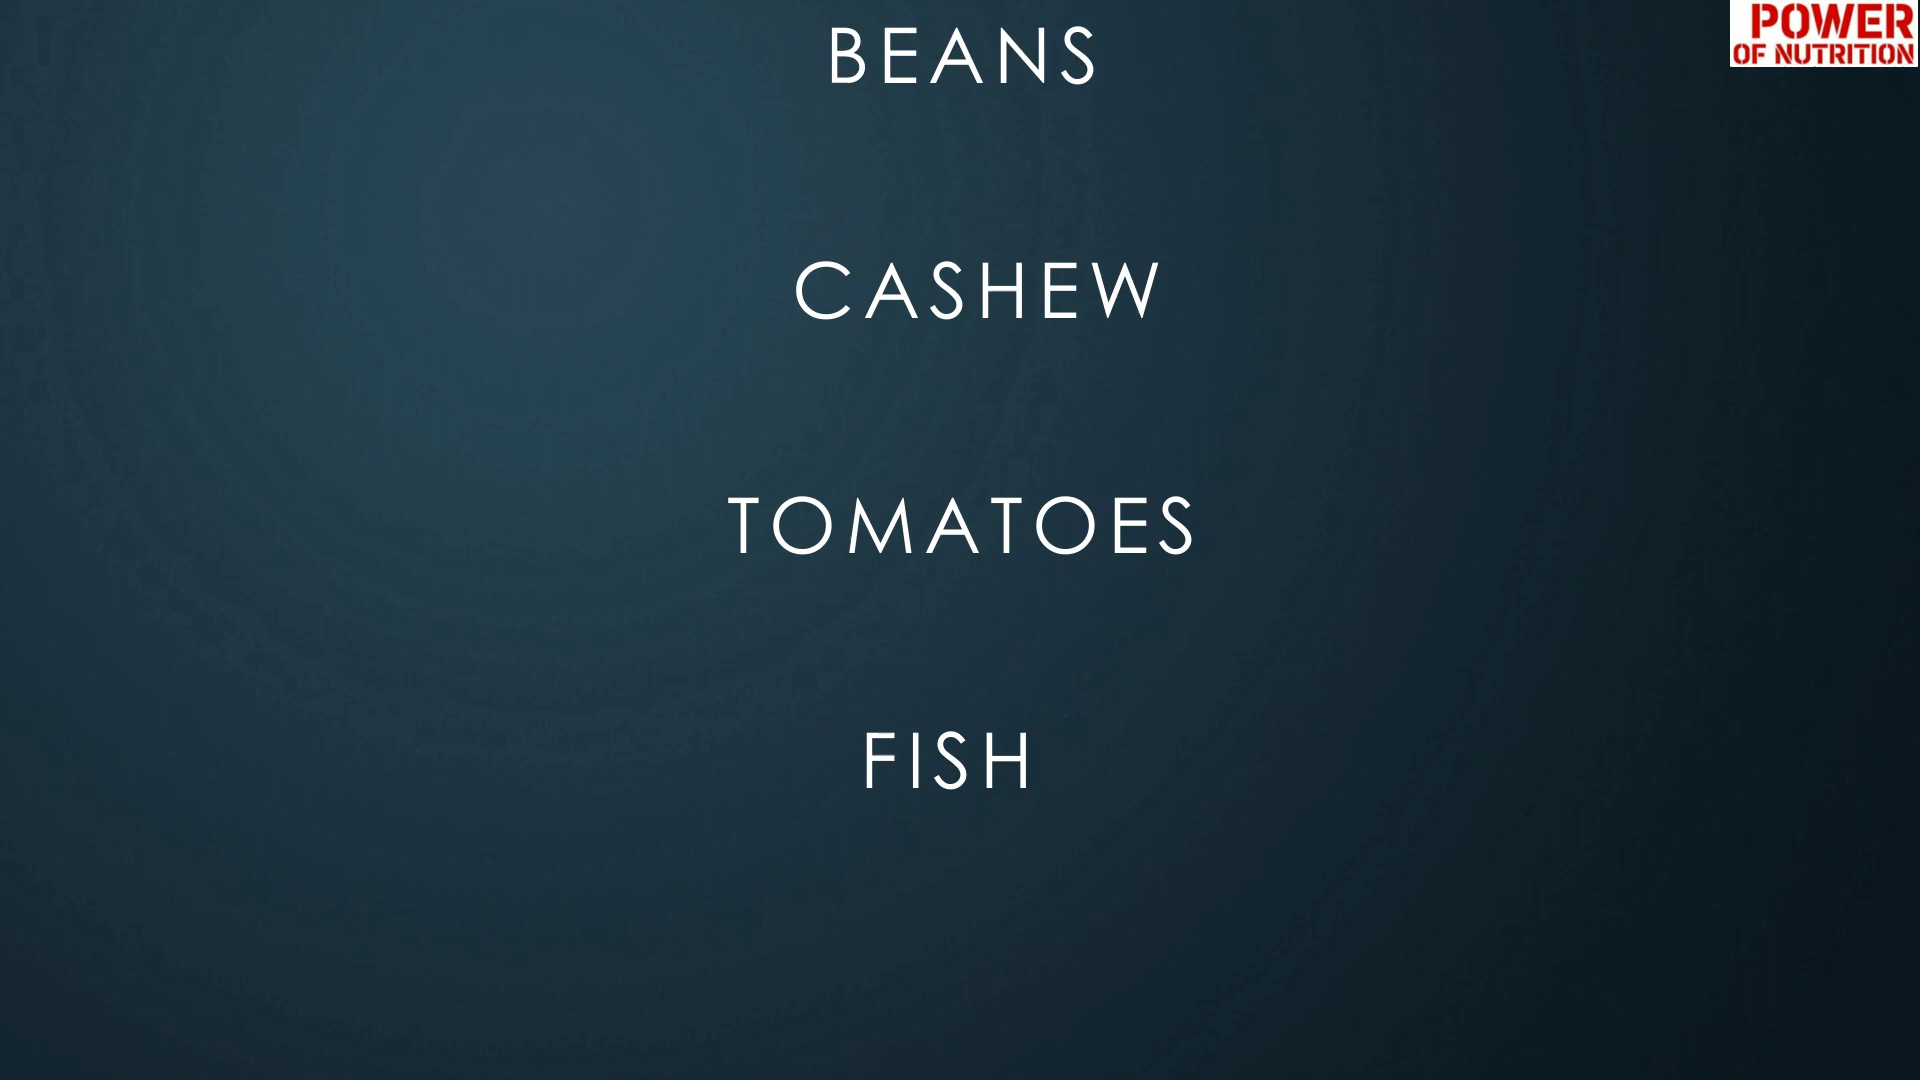 BEANS
POWER
OF NUTRITION
CASHEW
TOMATOES
FISH